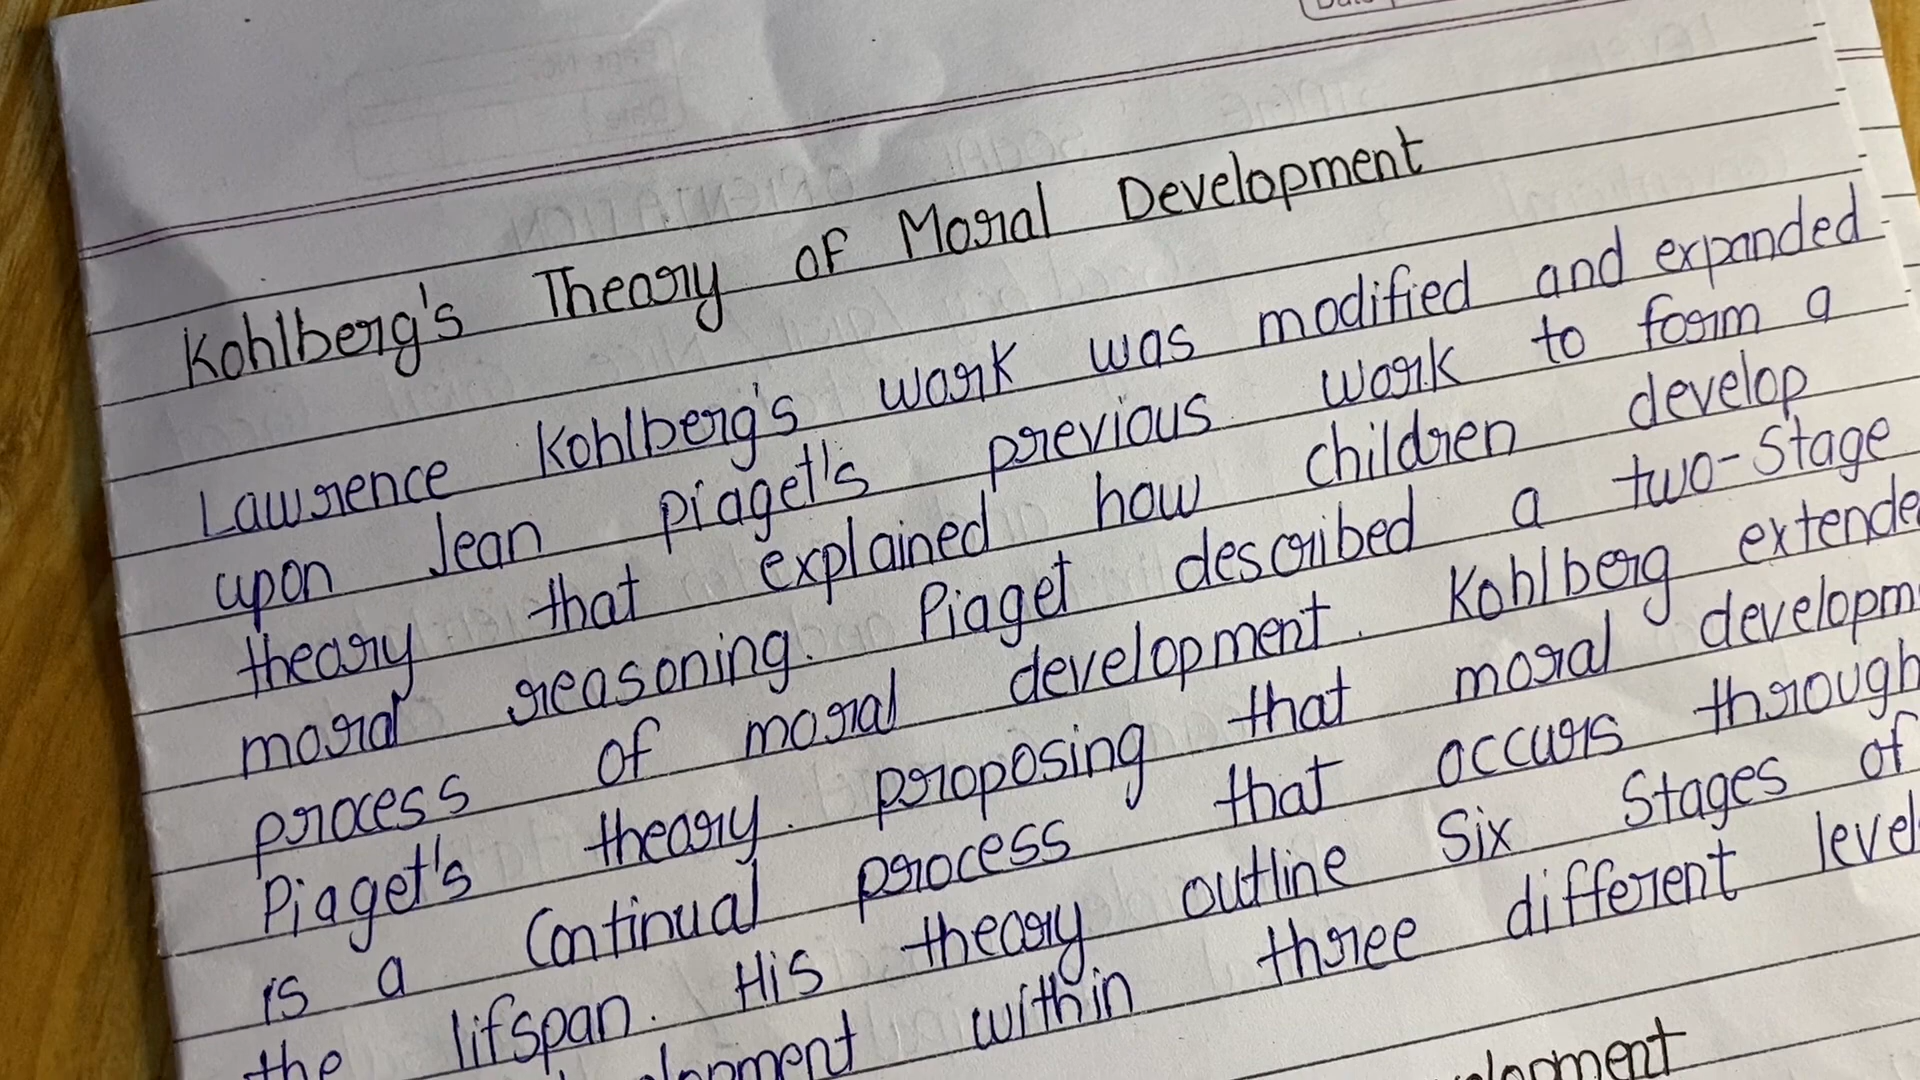 Kohlberg's Theory of Moral Development
Lawrence Kohlberg's work was modified and expanded
upon Jean Piaget's previous work to form a
theory that explained how children develop
moral reasoning. Piaget described a two-Stage
process of moral development. Kohlberg extende
Piaget's theory. proposing that moral developm
is a Continual process that occurs through
the lifspan. His theory outline Six Stages of
lopment within three different level
lopment